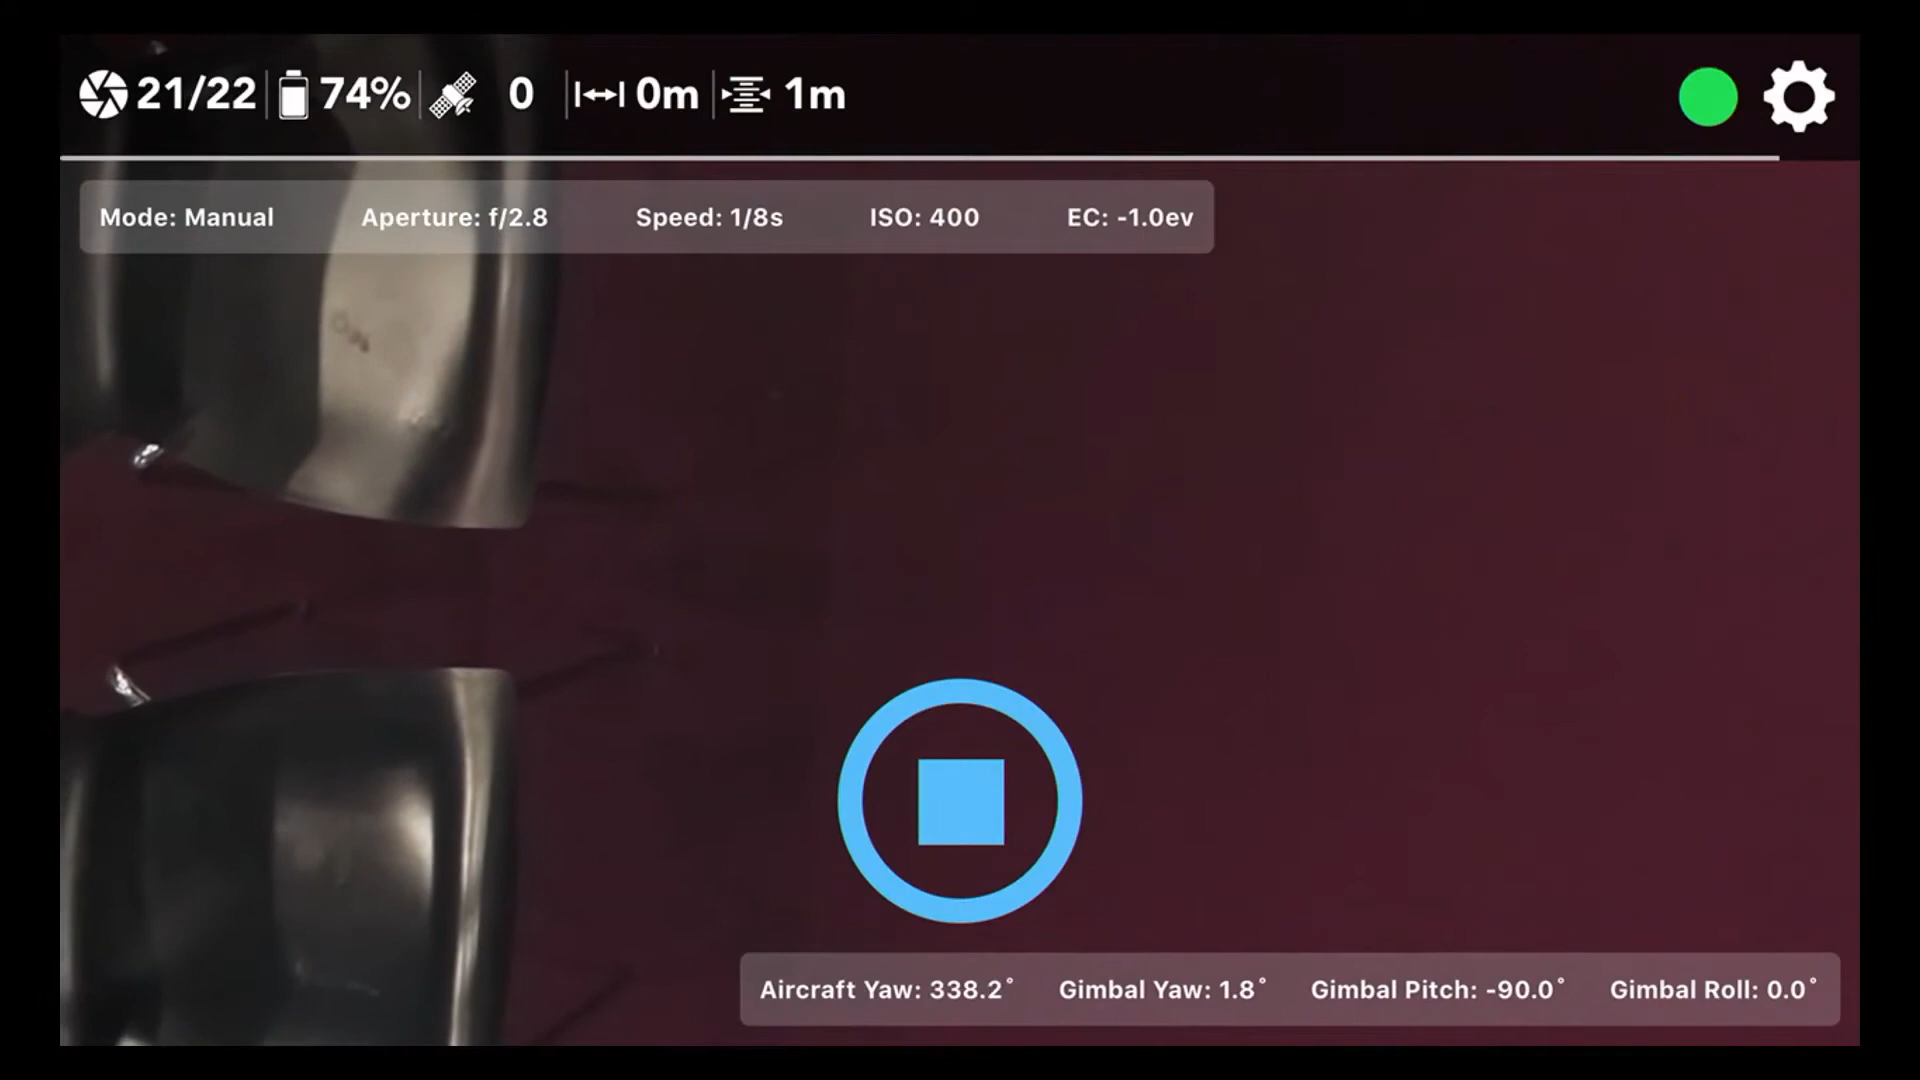 21/22 74% 0 0m 1m
Mode: Manual Aperture: f/2.8 Speed: 1/8s ISO: 400 EC: -1.0ev
Aircraft Yaw: 338.2° Gimbal Yaw: 1.8° Gimbal Pitch: -90.0° Gimbal Roll: 0.0°